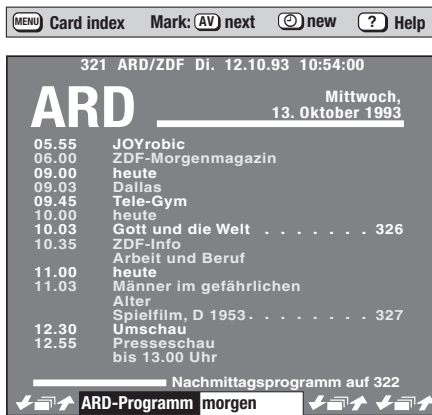 MENU Card index Mark: AV next new ? Help
321 ARD/ZDF Di. 12.10.93 10:54:00
ARD
Mittwoch,
13. Oktober 1993
05.55 JOYrobic
06.00 ZDF-Morgenmagazin
09.00 heute
09.03 Dallas
09.45 Tele-Gym
10.00 heute
10.03 Gott und die Welt . . . . . . . 326
10.35 ZDF-Info
Arbeit und Beruf
11.00 heute
11.03 Männer im gefährlichen
Alter
Spielfilm, D 1953. . . . . . . . 327
12.30 Umschau
12.55 Presseschau
bis 13.00 Uhr
Nachmittagsprogramm auf 322
ARD-Programm morgen